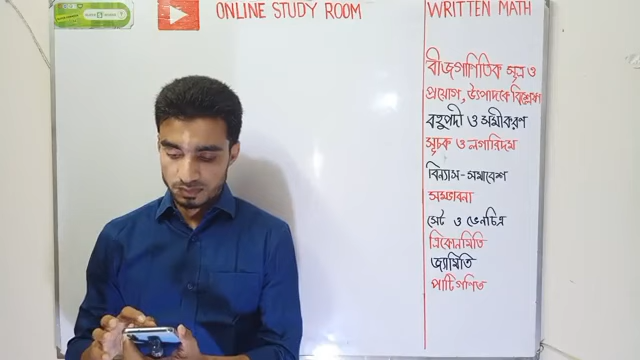 ONLINE STUDY ROOM
WRITTEN MATH
বীজগাণিতিক সূত্র ও
প্রয়োগ, উৎপাদকে বিশ্লেষণ
বহুপদী ও সমীকরণ
সূচক ও লগারিদম
বিন্যাস-সমাবেশ
সম্ভাবনা
সেট ও ভেনচিত্র
ত্রিকোনমিতি
জ্যামিতি
পাটিগণিত